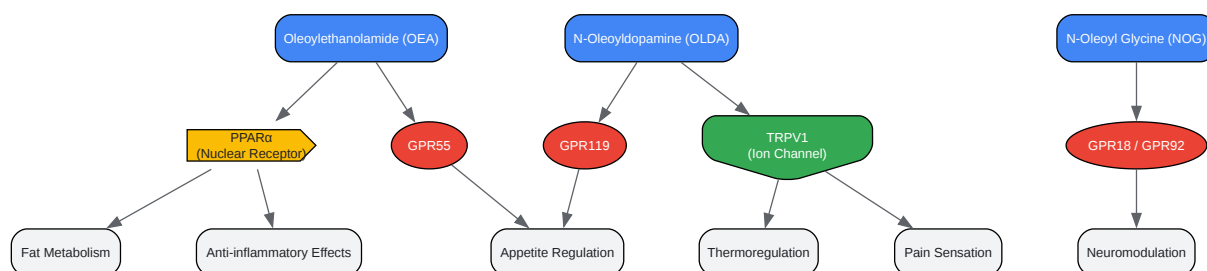 Oleoylethanolamide (OEA)
N-Oleoyldopamine (OLDA)
N-Oleoyl Glycine (NOG)
PPARα
(Nuclear Receptor)
GPR55
GPR119
TRPV1
(Ion Channel)
GPR18 / GPR92
Fat Metabolism
Anti-inflammatory Effects
Appetite Regulation
Thermoregulation
Pain Sensation
Neuromodulation